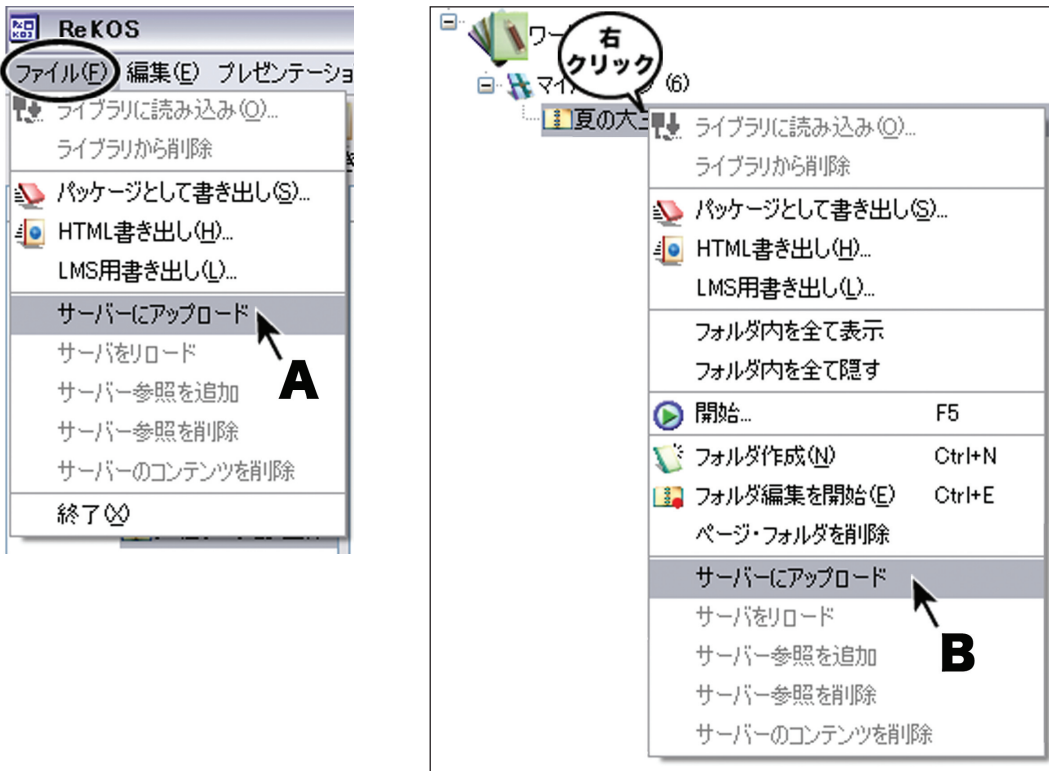 ReKOS
ファイル(F) 編集(E) プレゼンテーショ
ライブラリに読み込み(O)...
ライブラリから削除
パッケージとして書き出し(S)...
HTML書き出し(H)...
LMS用書き出し(L)...
サーバーにアップロード
サーバをリロード
サーバー参照を追加
サーバー参照を削除
サーバーのコンテンツを削除
終了(X)
A
右
クリック
ワー
マイ
(6)
夏の大三
ライブラリに読み込み(O)...
ライブラリから削除
パッケージとして書き出し(S)...
HTML書き出し(H)...
LMS用書き出し(L)...
フォルダ内を全て表示
フォルダ内を全て隠す
開始... F5
フォルダ作成(N) Ctrl+N
フォルダ編集を開始(E) Ctrl+E
ページ・フォルダを削除
サーバーにアップロード
サーバをリロード
サーバー参照を追加
サーバー参照を削除
サーバーのコンテンツを削除
B